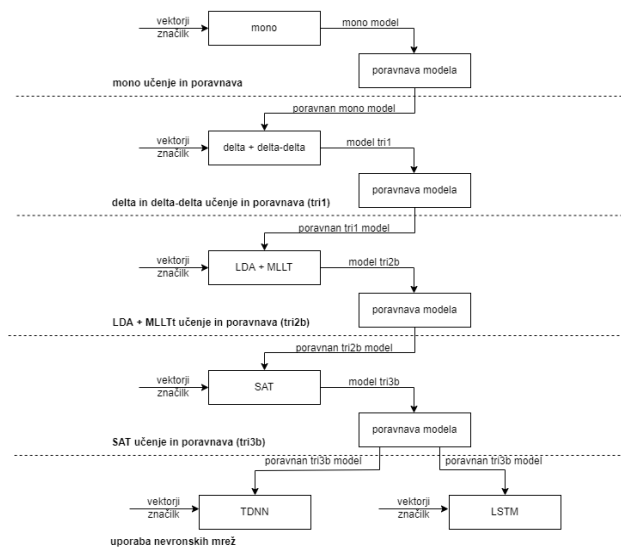 vektorji
značilk
mono
mono model
poravnava modela
mono učenje in poravnava
poravnan mono model
vektorji
značilk
delta + delta-delta
model tri1
poravnava modela
delta in delta-delta učenje in poravnava (tri1)
poravnan tri1 model
vektorji
značilk
LDA + MLLT
model tri2b
poravnava modela
LDA + MLLTt učenje in poravnava (tri2b)
poravnan tri2b model
vektorji
značilk
SAT
model tri3b
poravnava modela
SAT učenje in poravnava (tri3b)
poravnan tri3b model
poravnan tri3b model
vektorji
značilk
TDNN
vektorji
značilk
LSTM
uporaba nevronskih mrež